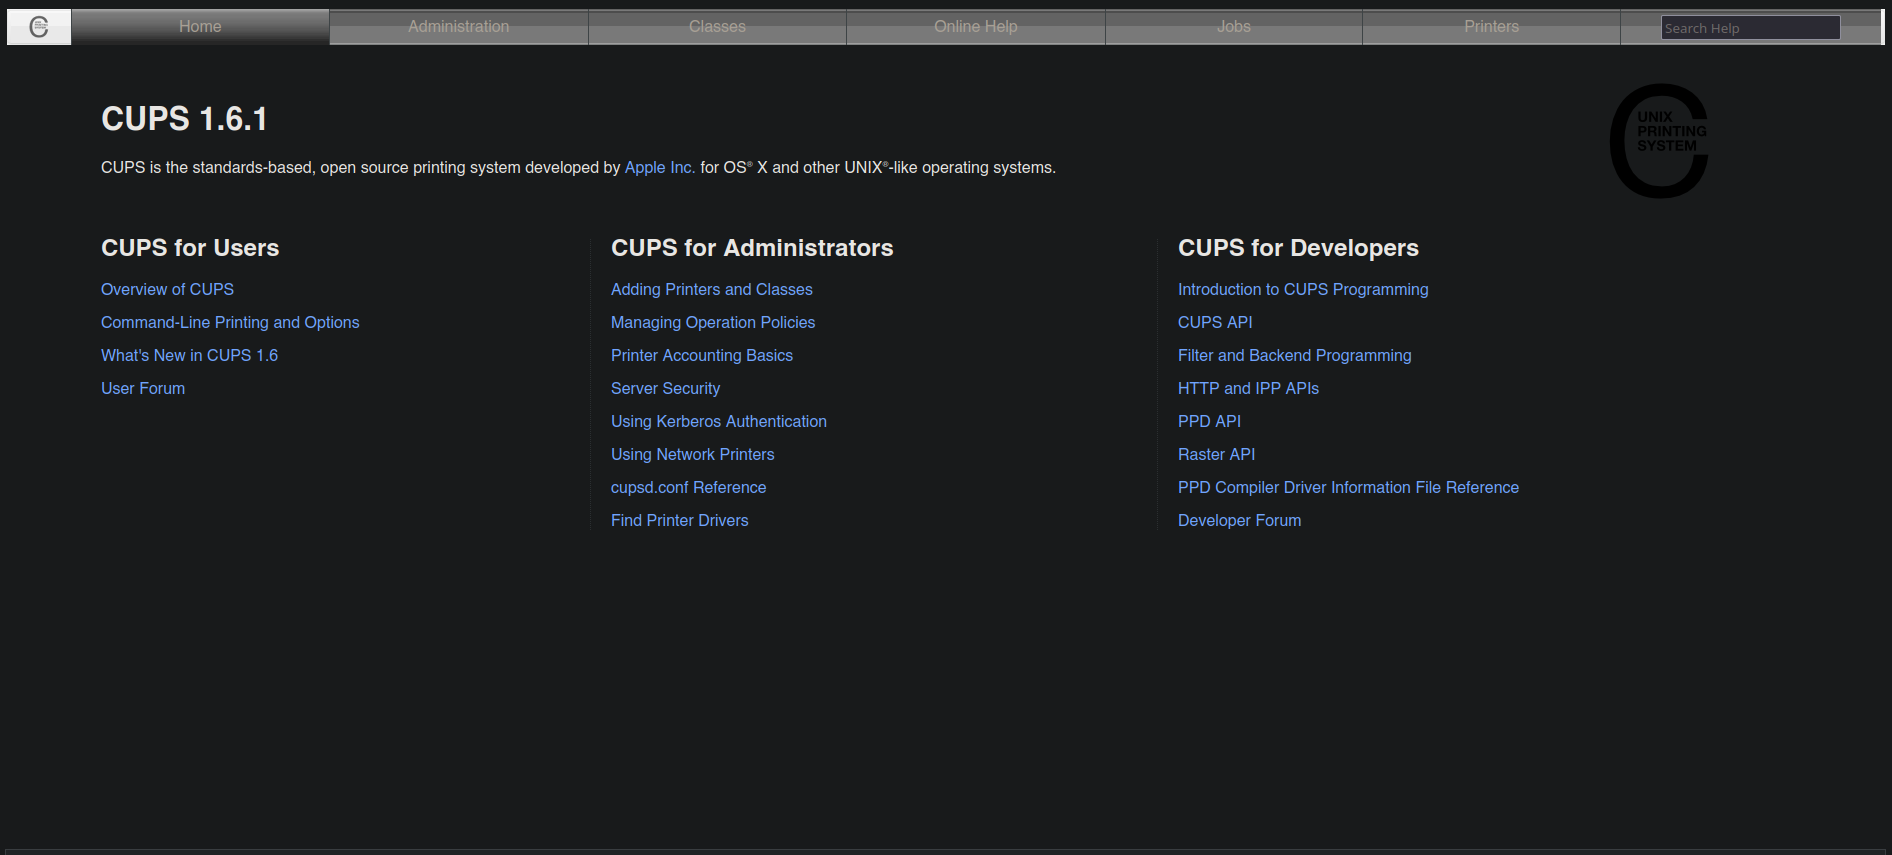 Home
Administration
Classes
Online Help
Jobs
Printers
Search Help
CUPS 1.6.1
CUPS is the standards-based, open source printing system developed by Apple Inc. for OS® X and other UNIX®-like operating systems.
UNIX
PRINTING
SYSTEM
CUPS for Users
Overview of CUPS
Command-Line Printing and Options
What's New in CUPS 1.6
User Forum
CUPS for Administrators
Adding Printers and Classes
Managing Operation Policies
Printer Accounting Basics
Server Security
Using Kerberos Authentication
Using Network Printers
cupsd.conf Reference
Find Printer Drivers
CUPS for Developers
Introduction to CUPS Programming
CUPS API
Filter and Backend Programming
HTTP and IPP APIs
PPD API
Raster API
PPD Compiler Driver Information File Reference
Developer Forum